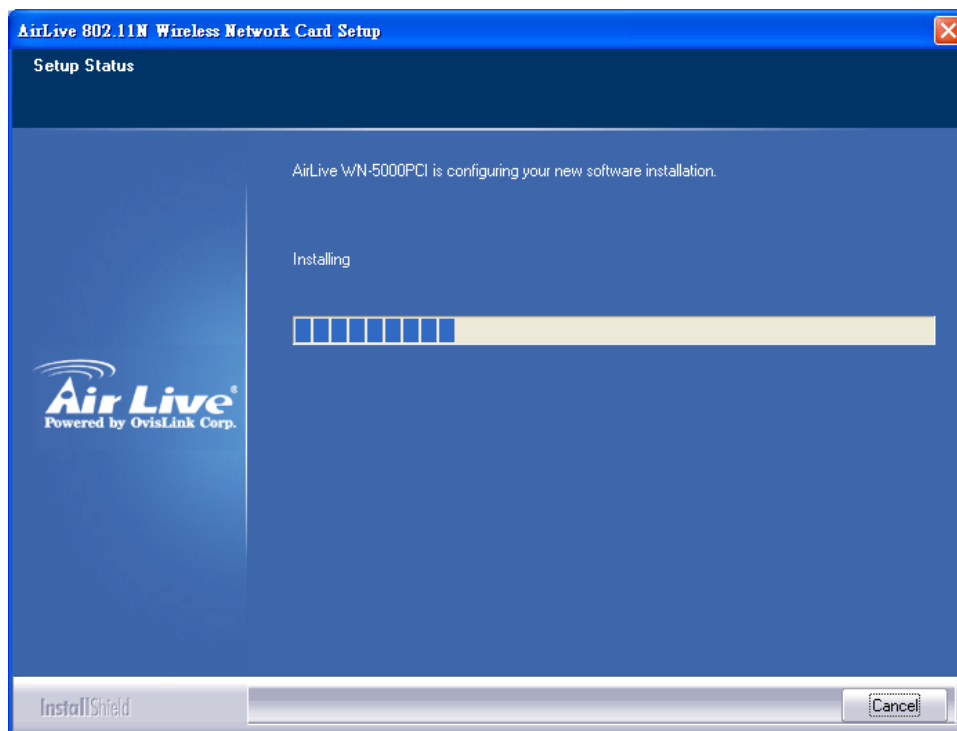 AirLive 802.11N Wireless Network Card Setup
Setup Status
AirLive WN-5000PCI is configuring your new software installation.
Installing
Air Live®
Powered by OvisLink Corp.
InstallShield
Cancel